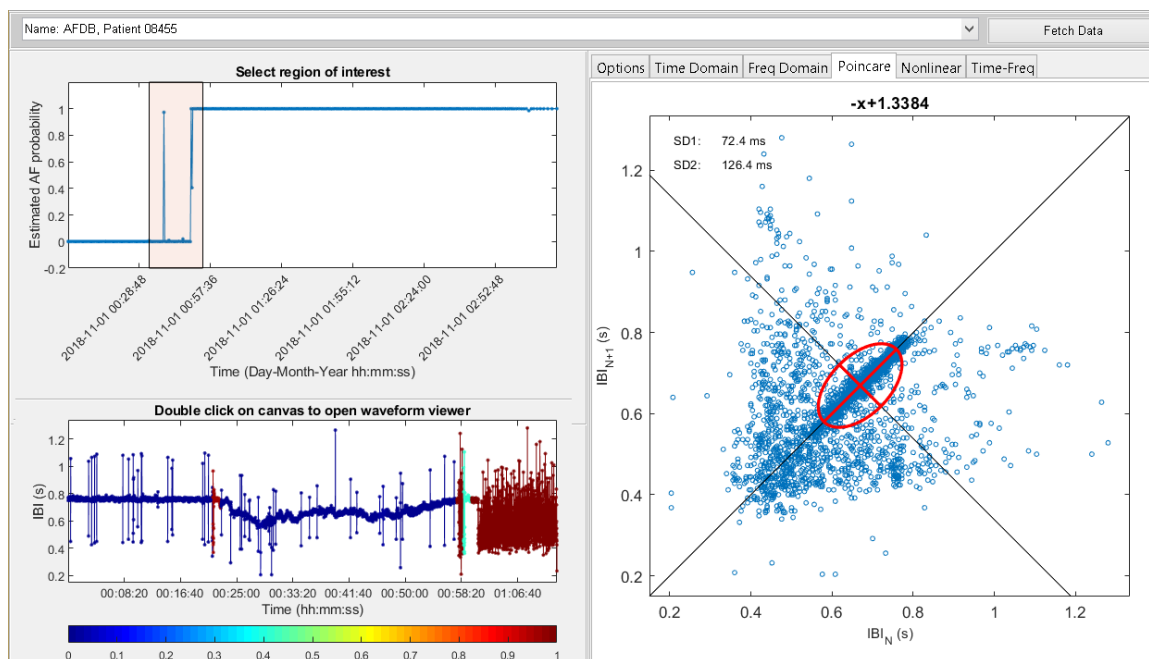 Name: AFDB, Patient 08455
Fetch Data
Select region of interest
1
0.8
0.6
0.4
0.2
0
-0.2
Estimated AF probability
2018-11-01 00:28:48
2018-11-01 00:57:36
2018-11-01 01:26:24
2018-11-01 01:55:12
2018-11-01 02:24:00
2018-11-01 02:52:48
Time (Day-Month-Year hh:mm:ss)
Double click on canvas to open waveform viewer
1.2
1
0.8
0.6
0.4
0.2
IBI (s)
00:08:20 00:16:40 00:25:00 00:33:20 00:41:40 00:50:00 00:58:20 01:06:40
Time (hh:mm:ss)
0 0.1 0.2 0.3 0.4 0.5 0.6 0.7 0.8 0.9 1
Options Time Domain Freq Domain Poincare Nonlinear Time-Freq
-x+1.3384
SD1: 72.4 ms
SD2: 126.4 ms
1.2
1
0.8
0.6
0.4
0.2
IBI_N+1 (s)
0.2 0.4 0.6 0.8 1 1.2
IBI_N (s)